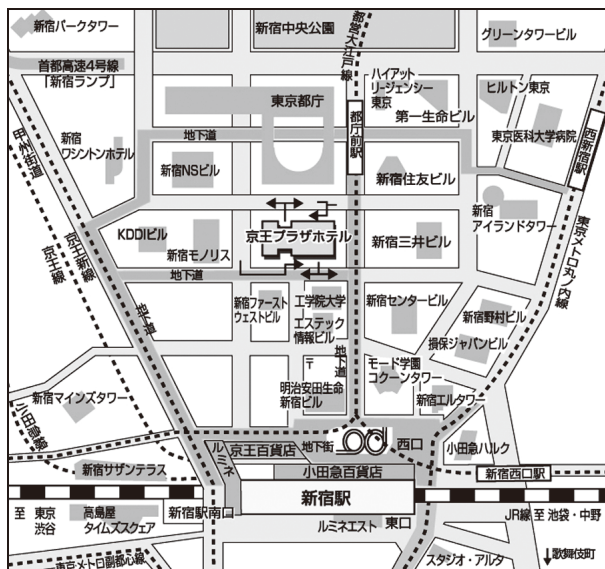 新宿パークタワー
新宿中央公園
都営大江戸線
グリーンタワービル
首都高速4号線
「新宿ランプ」
ハイアット
リージェンシー
東京
ヒルトン東京
東京都庁
第一生命ビル
都庁前駅
東京医科大学病院
西新宿駅
甲州街道
新宿
ワシントンホテル
地下道
新宿NSビル
新宿住友ビル
新宿
アイランドタワー
京王新線
京王線
KDDIビル
新宿モノリス
京王プラザホテル
新宿三井ビル
東京メトロ丸ノ内線
地下道
地下道
新宿ファースト
ウェストビル
工学院大学
エステック
情報ビル
新宿センタービル
新宿野村ビル
損保ジャパンビル
地下道
〒
モード学園
コクーンタワー
新宿マインズタワー
明治安田生命
新宿ビル
新宿エルタワー
小田急線
ルミネ
京王百貨店
地下街
西口
小田急ハルク
新宿サザンテラス
小田急百貨店
新宿西口駅
新宿駅
至
東京
渋谷
高島屋
タイムズスクェア
新宿駅南口
ルミネエスト
東口
JR線 至 池袋・中野
東京メトロ副都心線
スタジオ・アルタ
歌舞伎町